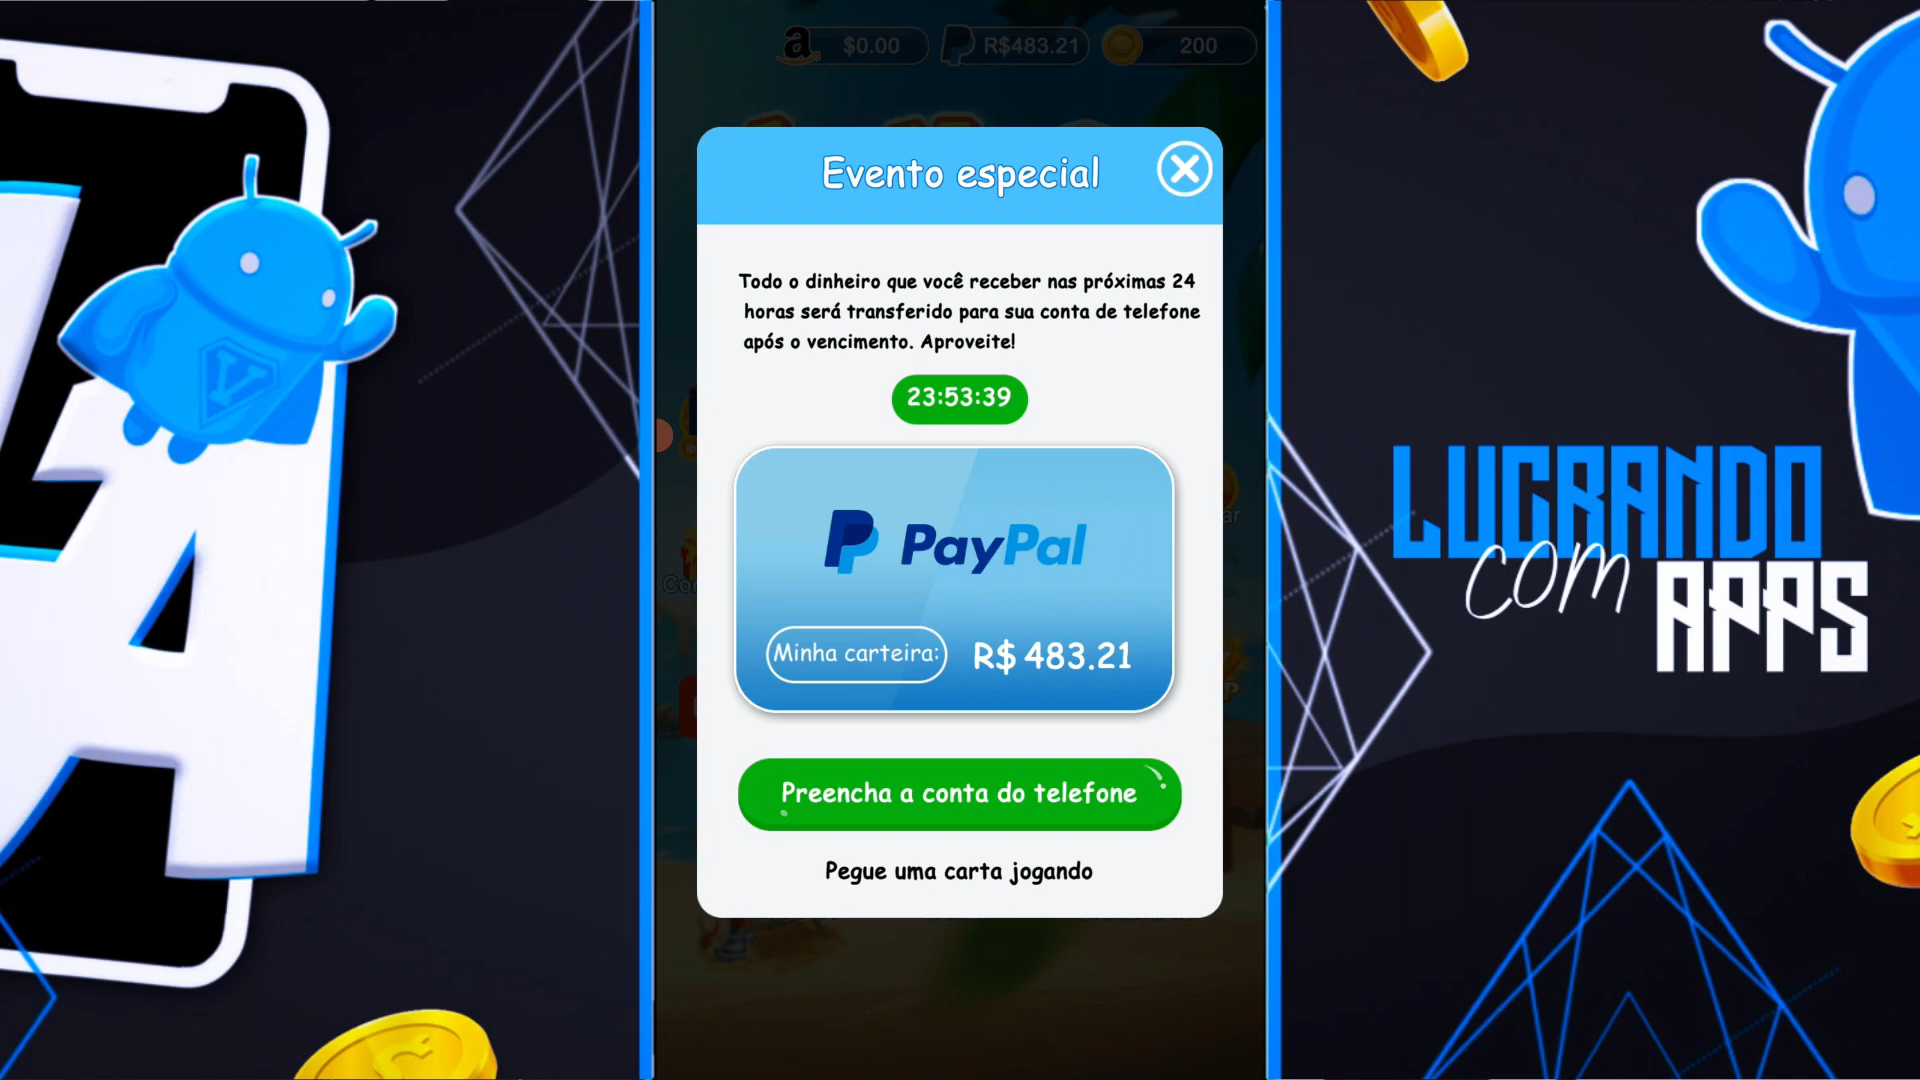 $0.00
R$483.21
200
Evento especial
Todo o dinheiro que você receber nas próximas 24
horas será transferido para sua conta de telefone
após o vencimento. Aproveite!
23:53:39
PayPal
Minha carteira:
R$ 483.21
Preencha a conta do telefone
Pegue uma carta jogando
LUCRANDO
com
APPS